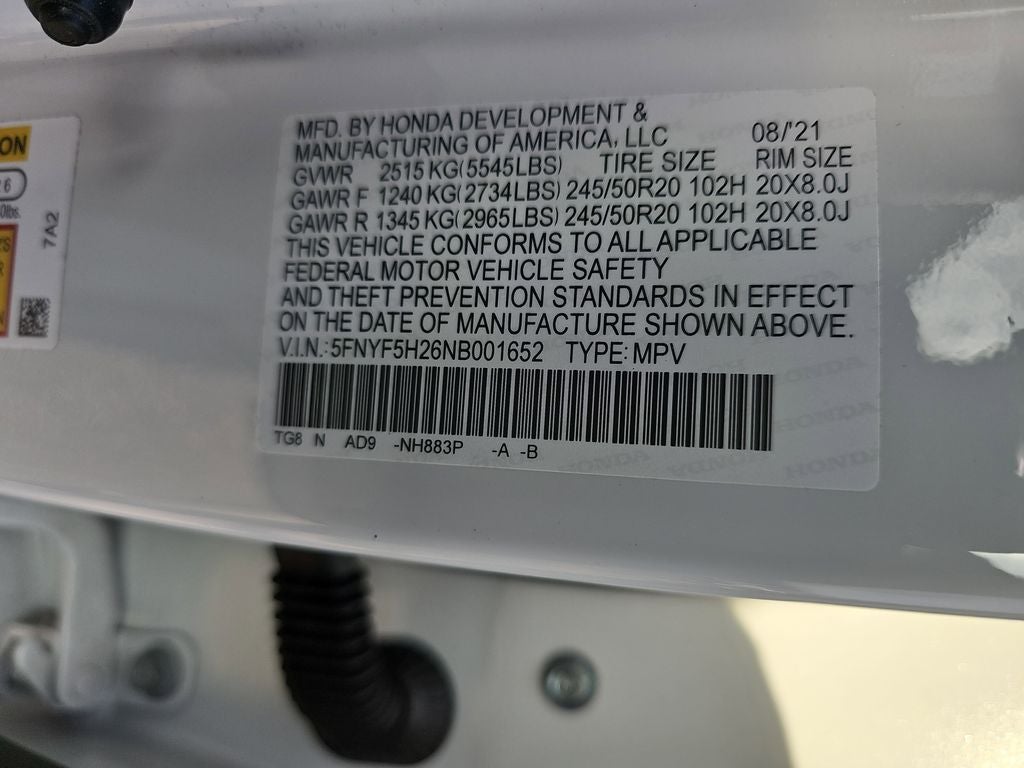 MFD. BY HONDA DEVELOPMENT &
MANUFACTURING OF AMERICA, LLC 08/'21
GVWR 2515 KG(5545LBS) TIRE SIZE RIM SIZE
GAWR F 1240 KG(2734LBS) 245/50R20 102H 20X8.0J
GAWR R 1345 KG(2965LBS) 245/50R20 102H 20X8.0J
THIS VEHICLE CONFORMS TO ALL APPLICABLE
FEDERAL MOTOR VEHICLE SAFETY
AND THEFT PREVENTION STANDARDS IN EFFECT
ON THE DATE OF MANUFACTURE SHOWN ABOVE.
V.I.N.: 5FNYF5H26NB001652 TYPE: MPV
TG8 N AD9 -NH883P -A -B
ON
7A2
HONDA